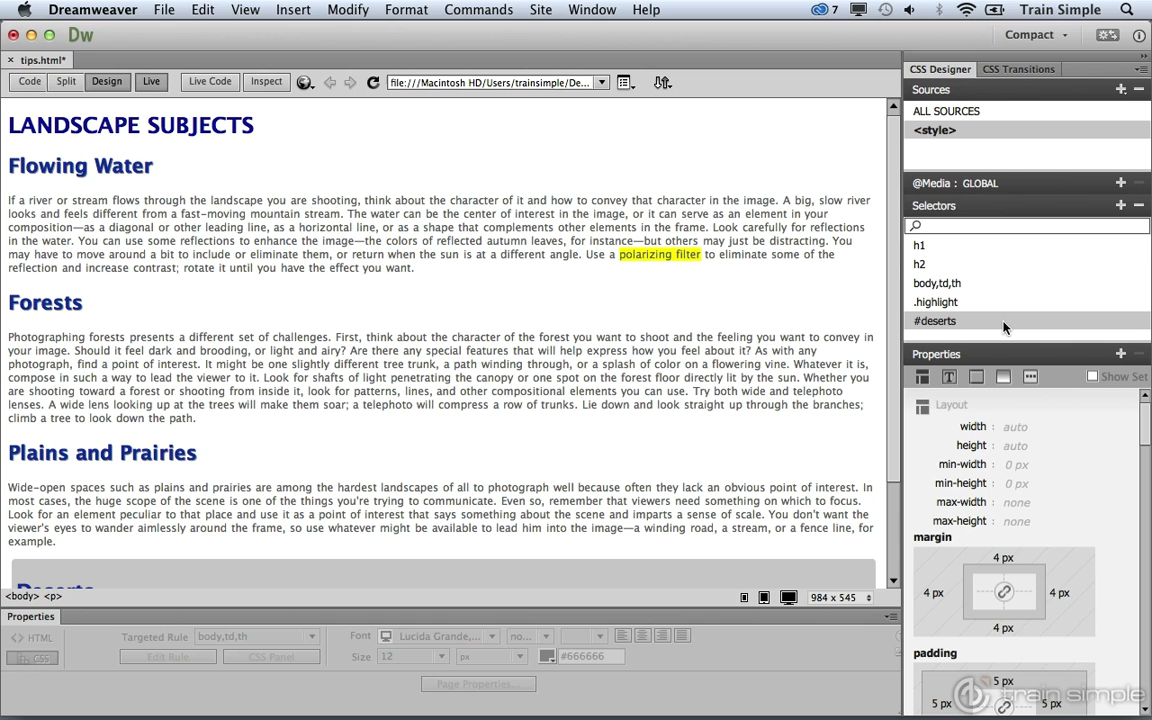 Dreamweaver File Edit View Insert Modify Format Commands Site Window Help 7 Train Simple
Dw Compact
tips.html*
Code Split Design Live Live Code Inspect file:///Macintosh HD/Users/trainsimple/De...
CSS Designer CSS Transitions
Sources
ALL SOURCES
<style>
@Media : GLOBAL
Selectors
h1
h2
body,td,th
.highlight
#deserts
Properties
Show Set
Layout
width : auto
height : auto
min-width : 0 px
min-height : 0 px
max-width : none
max-height : none
margin
4 px
4 px 4 px
4 px
padding
5 px
5 px 5 px
LANDSCAPE SUBJECTS
Flowing Water
If a river or stream flows through the landscape you are shooting, think about the character of it and how to convey that character in the image. A big, slow river
looks and feels different from a fast-moving mountain stream. The water can be the center of interest in the image, or it can serve as an element in your
composition—as a diagonal or other leading line, as a horizontal line, or as a shape that complements other elements in the frame. Look carefully for reflections
in the water. You can use some reflections to enhance the image—the colors of reflected autumn leaves, for instance—but others may just be distracting. You
may have to move around a bit to include or eliminate them, or return when the sun is at a different angle. Use a polarizing filter to eliminate some of the
reflection and increase contrast; rotate it until you have the effect you want.
Forests
Photographing forests presents a different set of challenges. First, think about the character of the forest you want to shoot and the feeling you want to convey in
your image. Should it feel dark and brooding, or light and airy? Are there any special features that will help express how you feel about it? As with any
photograph, find a point of interest. It might be one slightly different tree trunk, a path winding through, or a splash of color on a flowering vine. Whatever it is,
compose in such a way to lead the viewer to it. Look for shafts of light penetrating the canopy or one spot on the forest floor directly lit by the sun. Whether you
are shooting toward a forest or shooting from inside it, look for patterns, lines, and other compositional elements you can use. Try both wide and telephoto
lenses. A wide lens looking up at the trees will make them soar; a telephoto will compress a row of trunks. Lie down and look straight up through the branches;
climb a tree to look down the path.
Plains and Prairies
Wide-open spaces such as plains and prairies are among the hardest landscapes of all to photograph well because often they lack an obvious point of interest. In
most cases, the huge scope of the scene is one of the things you're trying to communicate. Even so, remember that viewers need something on which to focus.
Look for an element peculiar to that place and use it as a point of interest that says something about the scene and imparts a sense of scale. You don't want the
viewer's eyes to wander aimlessly around the frame, so use whatever might be available to lead him into the image—a winding road, a stream, or a fence line, for
example.
Deserts
<body> <p> 984 x 545
Properties
<> HTML Targeted Rule body,td,th Font Lucida Grande,... no...
CSS Edit Rule CSS Panel Size 12 px #666666
Page Properties...
train simple